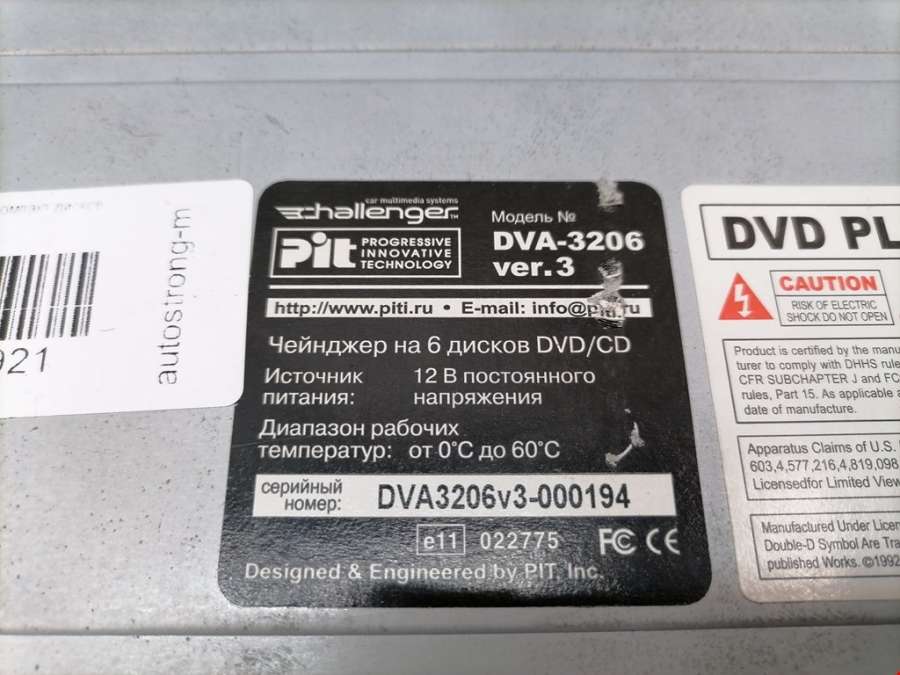 921
autostrong-m
car multimedia systems
challenger™
Pit PROGRESSIVE
INNOVATIVE
TECHNOLOGY
Модель №
DVA-3206
ver.3
http://www.piti.ru • E-mail: info@piti.ru
Чейнджер на 6 дисков DVD/CD
Источник питания: 12 В постоянного напряжения
Диапазон рабочих
температур: от 0°С до 60°С
серийный
номер: DVA3206v3-000194
e11 022775 FC CE
Designed & Engineered by PIT, Inc.
DVD PL
CAUTION
RISK OF ELECTRIC
SHOCK DO NOT OPEN
Product is certified by the manu
turer to comply with DHHS rule
CFR SUBCHAPTER J and FC
rules, Part 15. As applicable a
date of manufacture.
Apparatus Claims of U.S.
603,4,577,216,4,819,098
Licensedfor Limited View
Manufactured Under Licen
Double-D Symbol Are Tra
published Works. ©1992